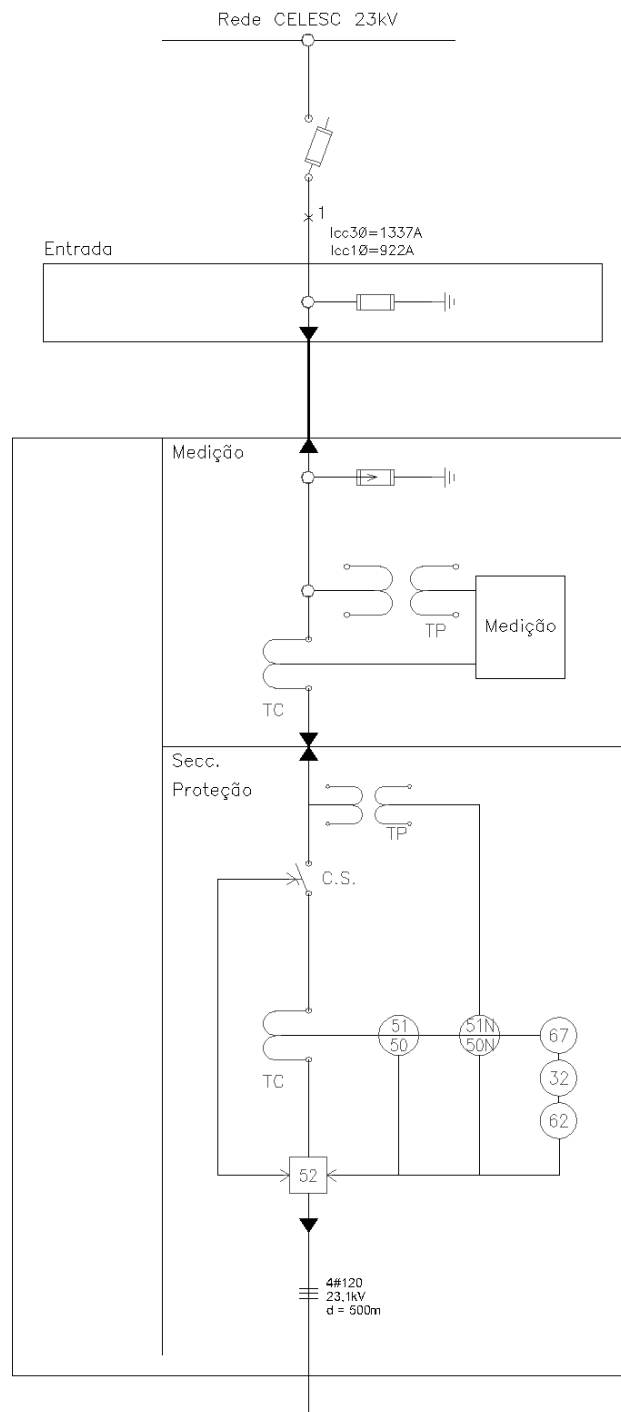 Rede CELESC 23kV
1
Icc3Ø=1337A
Icc1Ø=922A
Entrada
Medição
TP
Medição
TC
Secc.
Proteção
TP
C.S.
51
50
51N
50N
67
TC
32
62
52
4#120
23,1kV
d = 500m